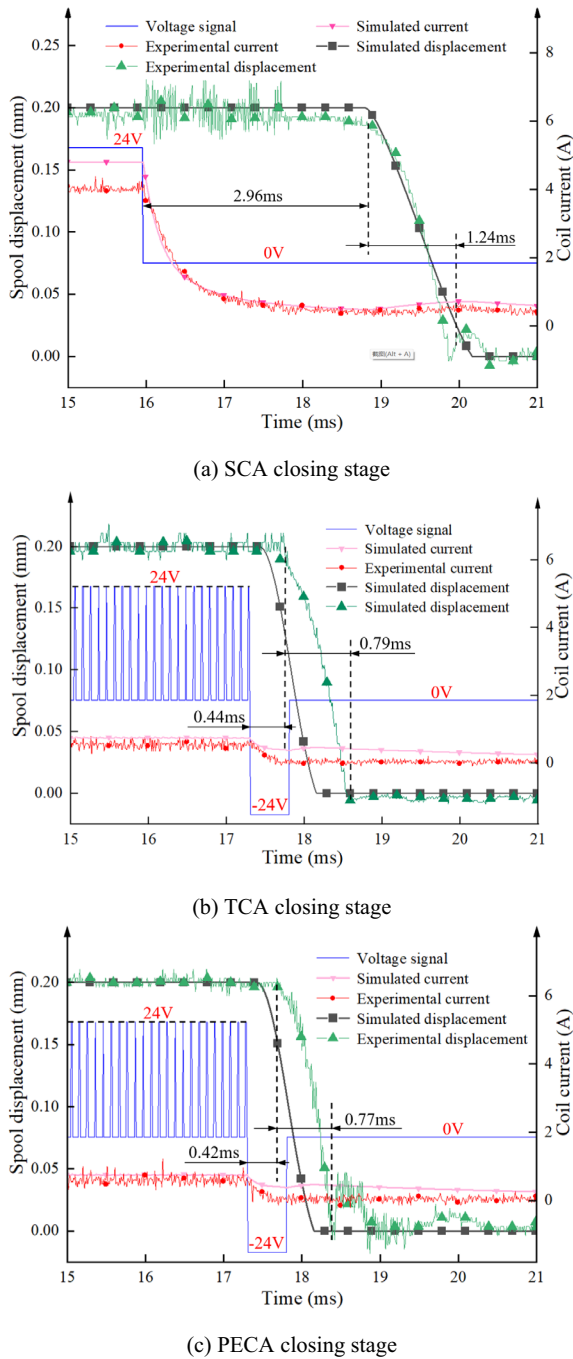 Voltage signal
Simulated current
Experimental current
Simulated displacement
Experimental displacement
0.25
0.20
0.15
0.10
0.05
0.00
Spool displacement (mm)
8
6
4
2
0
Coil current (A)
24V
2.96ms
1.24ms
0V
截图(Alt + A)
15 16 17 18 19 20 21
Time (ms)
(a) SCA closing stage
Voltage signal
Simulated current
Experimental current
Simulated displacement
Simulated displacement
0.20
0.15
0.10
0.05
0.00
Spool displacement (mm)
6
4
2
0
Coil current (A)
24V
0.79ms
0.44ms
0V
-24V
15 16 17 18 19 20 21
Time (ms)
(b) TCA closing stage
Voltage signal
Simulated current
Experimental current
Simulated displacement
Experimental displacement
0.20
0.15
0.10
0.05
0.00
Spool displacement (mm)
6
4
2
0
Coil current (A)
24V
0.77ms
0.42ms
0V
-24V
15 16 17 18 19 20 21
Time (ms)
(c) PECA closing stage